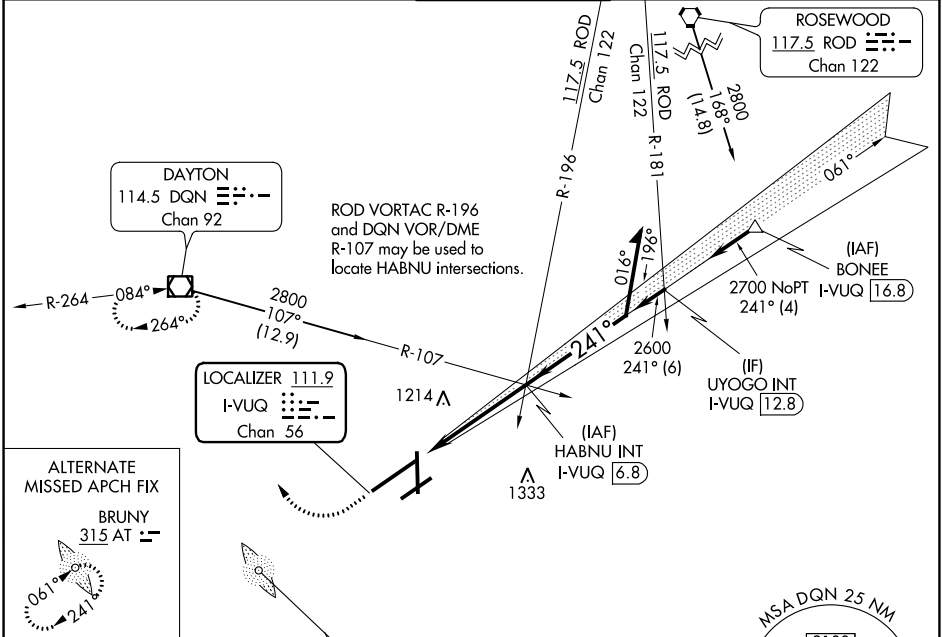 ROSEWOOD
117.5 ROD
Chan 122
117.5 ROD
Chan 122
R-196
117.5 ROD
Chan 122
R-181
2800
168°
(14.8)
061°
DAYTON
114.5 DQN
Chan 92
ROD VORTAC R-196
and DQN VOR/DME
R-107 may be used to
locate HABNU intersections.
R-264
084°
264°
2800
107°
(12.9)
R-107
016°
196°
241°
2600
241° (6)
2700 NoPT
241° (4)
(IAF)
BONEE
I-VUQ 16.8
(IF)
UYOGO INT
I-VUQ 12.8
LOCALIZER 111.9
I-VUQ
Chan 56
1214
(IAF)
HABNU INT
I-VUQ 6.8
1333
ALTERNATE
MISSED APCH FIX
BRUNY
315 AT
061°
241°
MSA DQN 25 NM